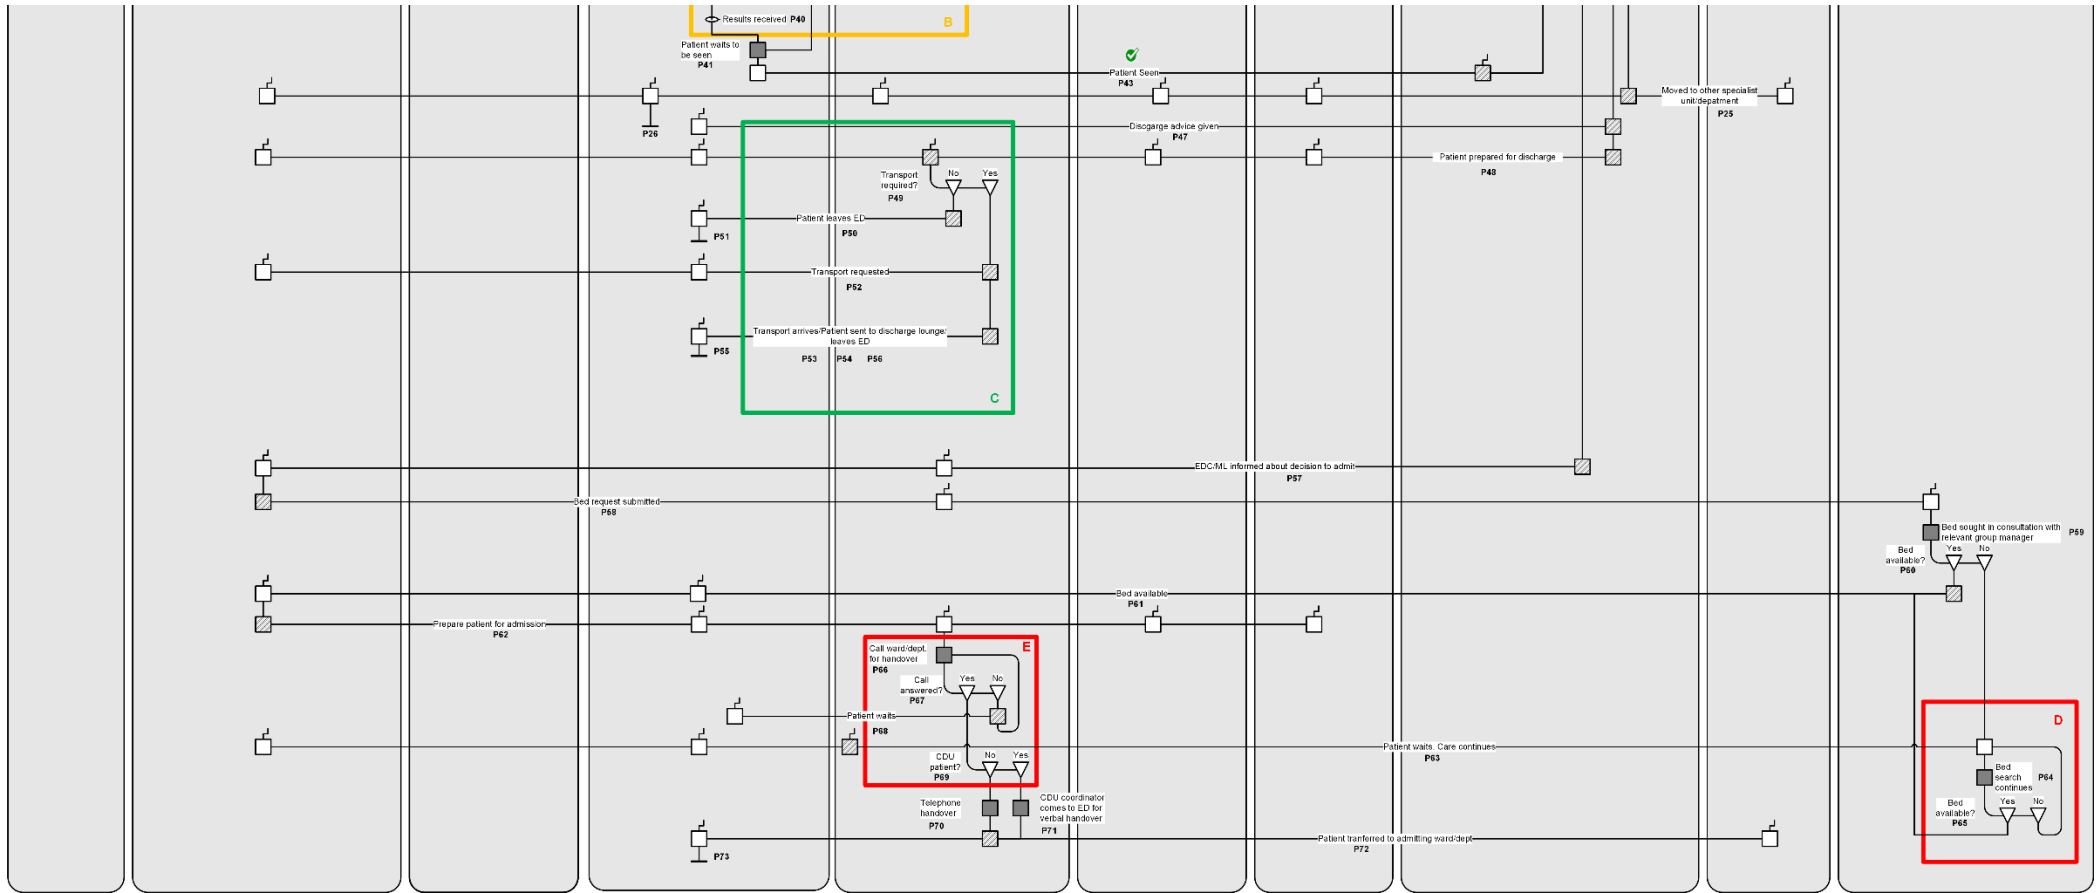 Results received P40
B
Patient waits to
be seen
P41
Patient Seen
P43
Moved to other specialist
unit/depatment
P25
P26
Discgarge advice given
P47
Patient prepared for discharge
P48
Transport
required?
P49
No
Yes
Patient leaves ED
P50
P51
Transport requested
P52
Transport arrives/Patient sent to discharge lounge/
leaves ED
P53 P54 P56
P55
C
EDC/ML informed about decision to admit
P57
Bed request submitted
P58
Bed sought in consultation with
relevant group manager
P59
Bed
available?
P60
Yes
No
Bed available
P61
Prepare patient for admission
P62
E
Call ward/dept.
for handover
P66
Call
answered?
P67
Yes
No
Patient waits
P68
Patient waits. Care continues
P63
D
CDU
patient?
P69
No
Yes
Bed
search
continues
P64
Bed
available?
P65
Yes
No
Telephone
handover
P70
CDU coordinator
comes to ED for
verbal handover
P71
Patient tranferred to admitting ward/dept
P72
P73